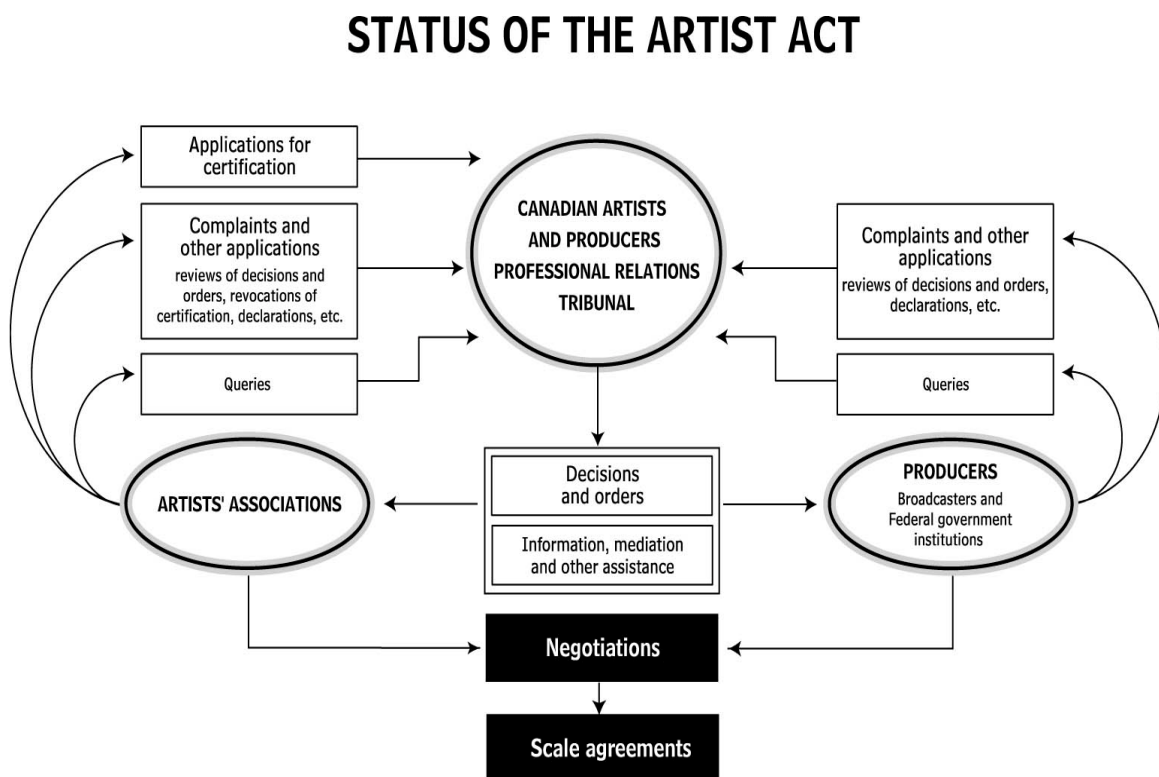 STATUS OF THE ARTIST ACT
Applications for
certification
Complaints and
other applications
reviews of decisions and
orders, revocations of
certification, declarations, etc.
Queries
CANADIAN ARTISTS
AND PRODUCERS
PROFESSIONAL RELATIONS
TRIBUNAL
Complaints and other
applications
reviews of decisions and orders,
declarations, etc.
Queries
ARTISTS' ASSOCIATIONS
Decisions
and orders
Information, mediation
and other assistance
PRODUCERS
Broadcasters and
Federal government
institutions
Negotiations
Scale agreements